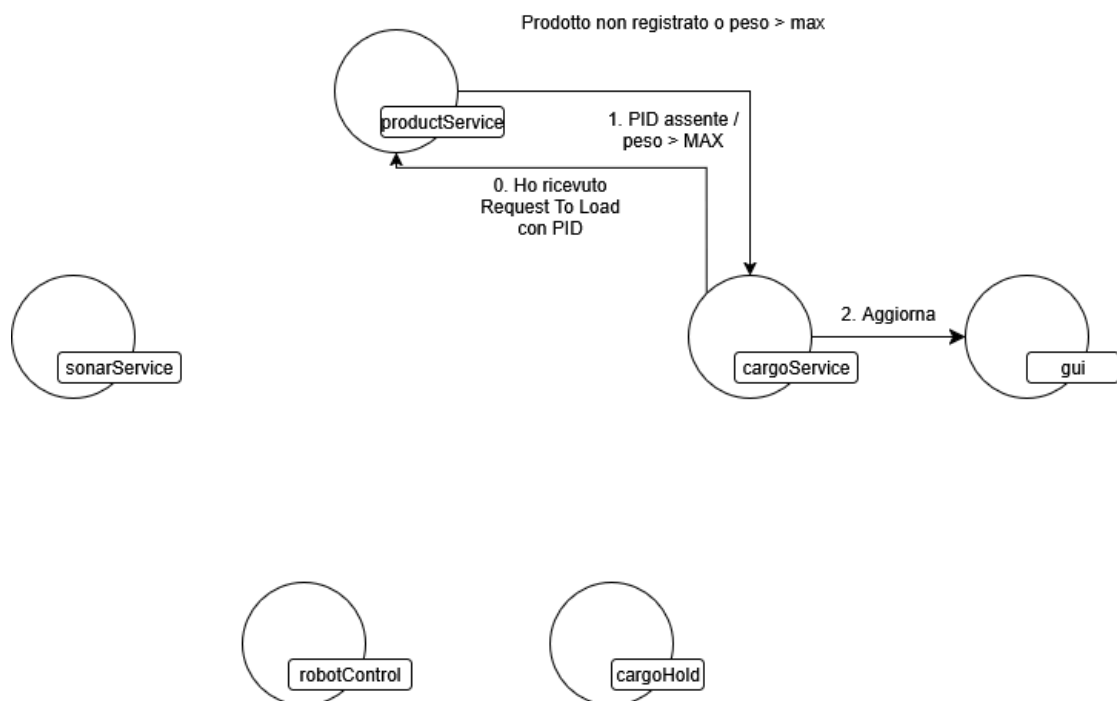 Prodotto non registrato o peso > max
productService
1. PID assente /
peso > MAX
0. Ho ricevuto
Request To Load
con PID
2. Aggiorna
sonarService
cargoService
gui
robotControl
cargoHold